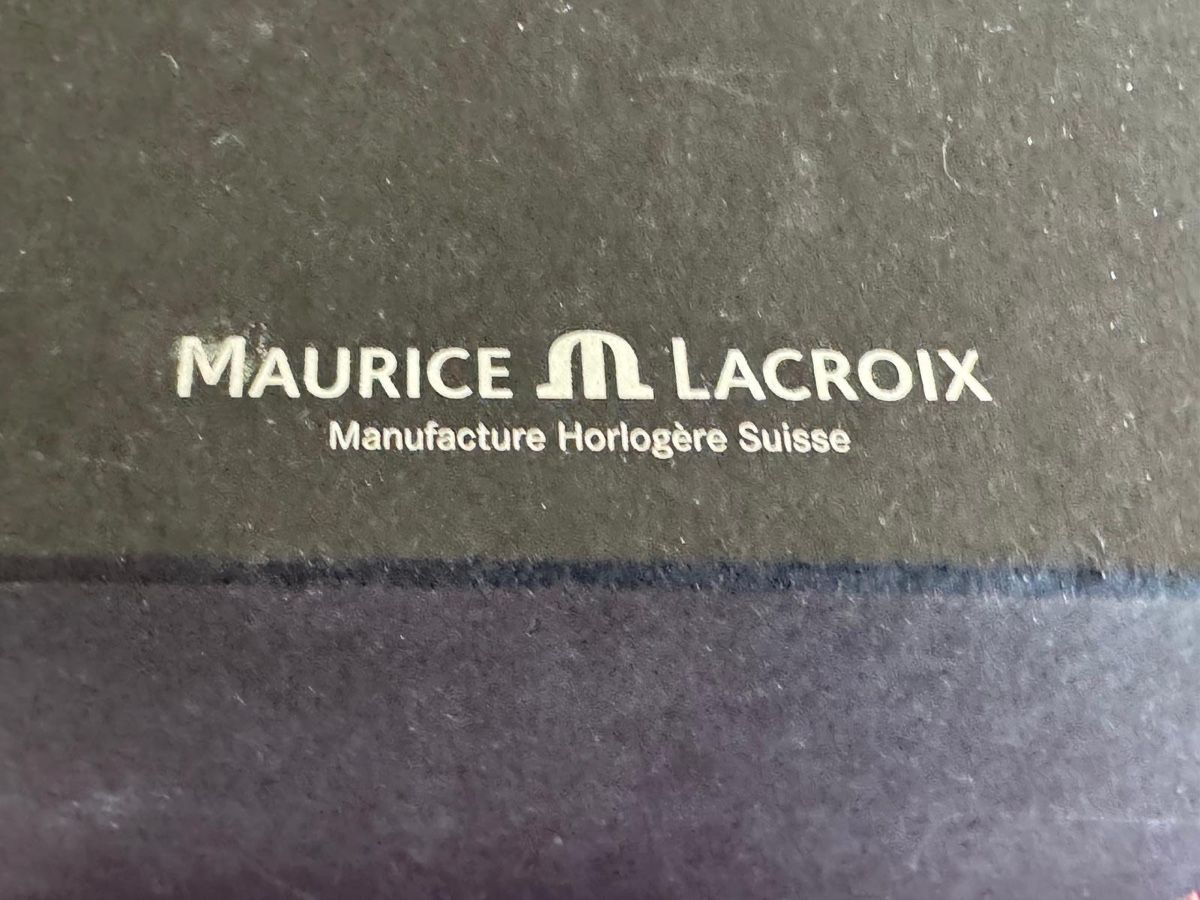 MAURICE LACROIX
Manufacture Horlogère Suisse